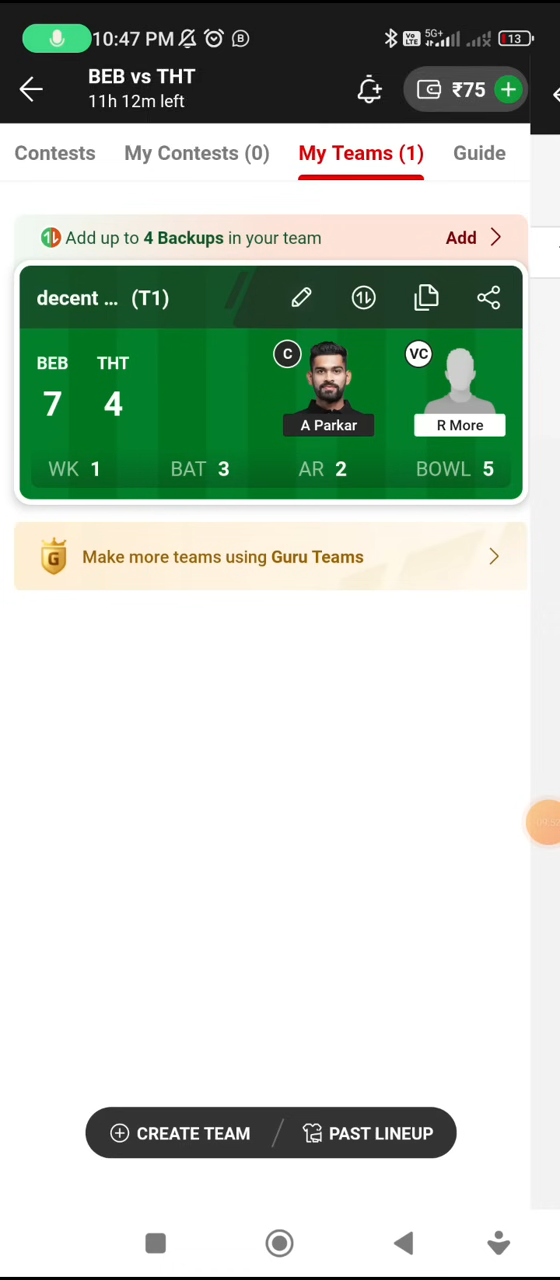 10:47 PM B Vo LTE 5G+ 13
BEB vs THT
11h 12m left
₹75
Contests My Contests (0) My Teams (1) Guide
Add up to 4 Backups in your team Add
decent ... (T1)
BEB THT C VC
7 4
A Parkar R More
WK 1 BAT 3 AR 2 BOWL 5
G Make more teams using Guru Teams
CREATE TEAM / PAST LINEUP